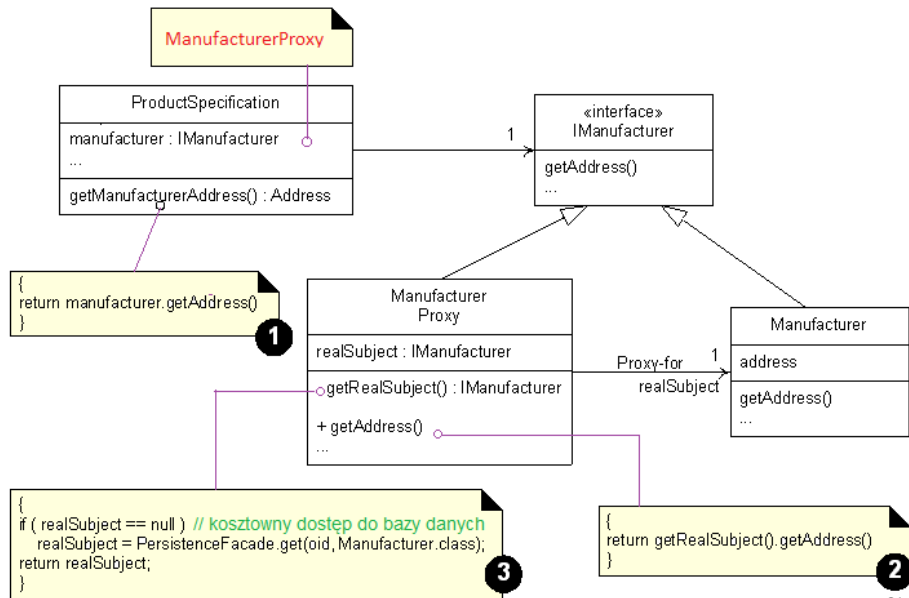 ManufacturerProxy
ProductSpecification
manufacturer : IManufacturer
...
getManufacturerAddress() : Address
1
«interface»
IManufacturer
getAddress()
...
{
return manufacturer.getAddress()
}
1
Manufacturer
Proxy
realSubject : IManufacturer
getRealSubject() : IManufacturer
+ getAddress()
...
Proxy-for
1
realSubject
Manufacturer
address
getAddress()
...
{
if ( realSubject == null ) // kosztowny dostęp do bazy danych
realSubject = PersistenceFacade.get(oid, Manufacturer.class);
return realSubject;
}
3
{
return getRealSubject().getAddress()
}
2